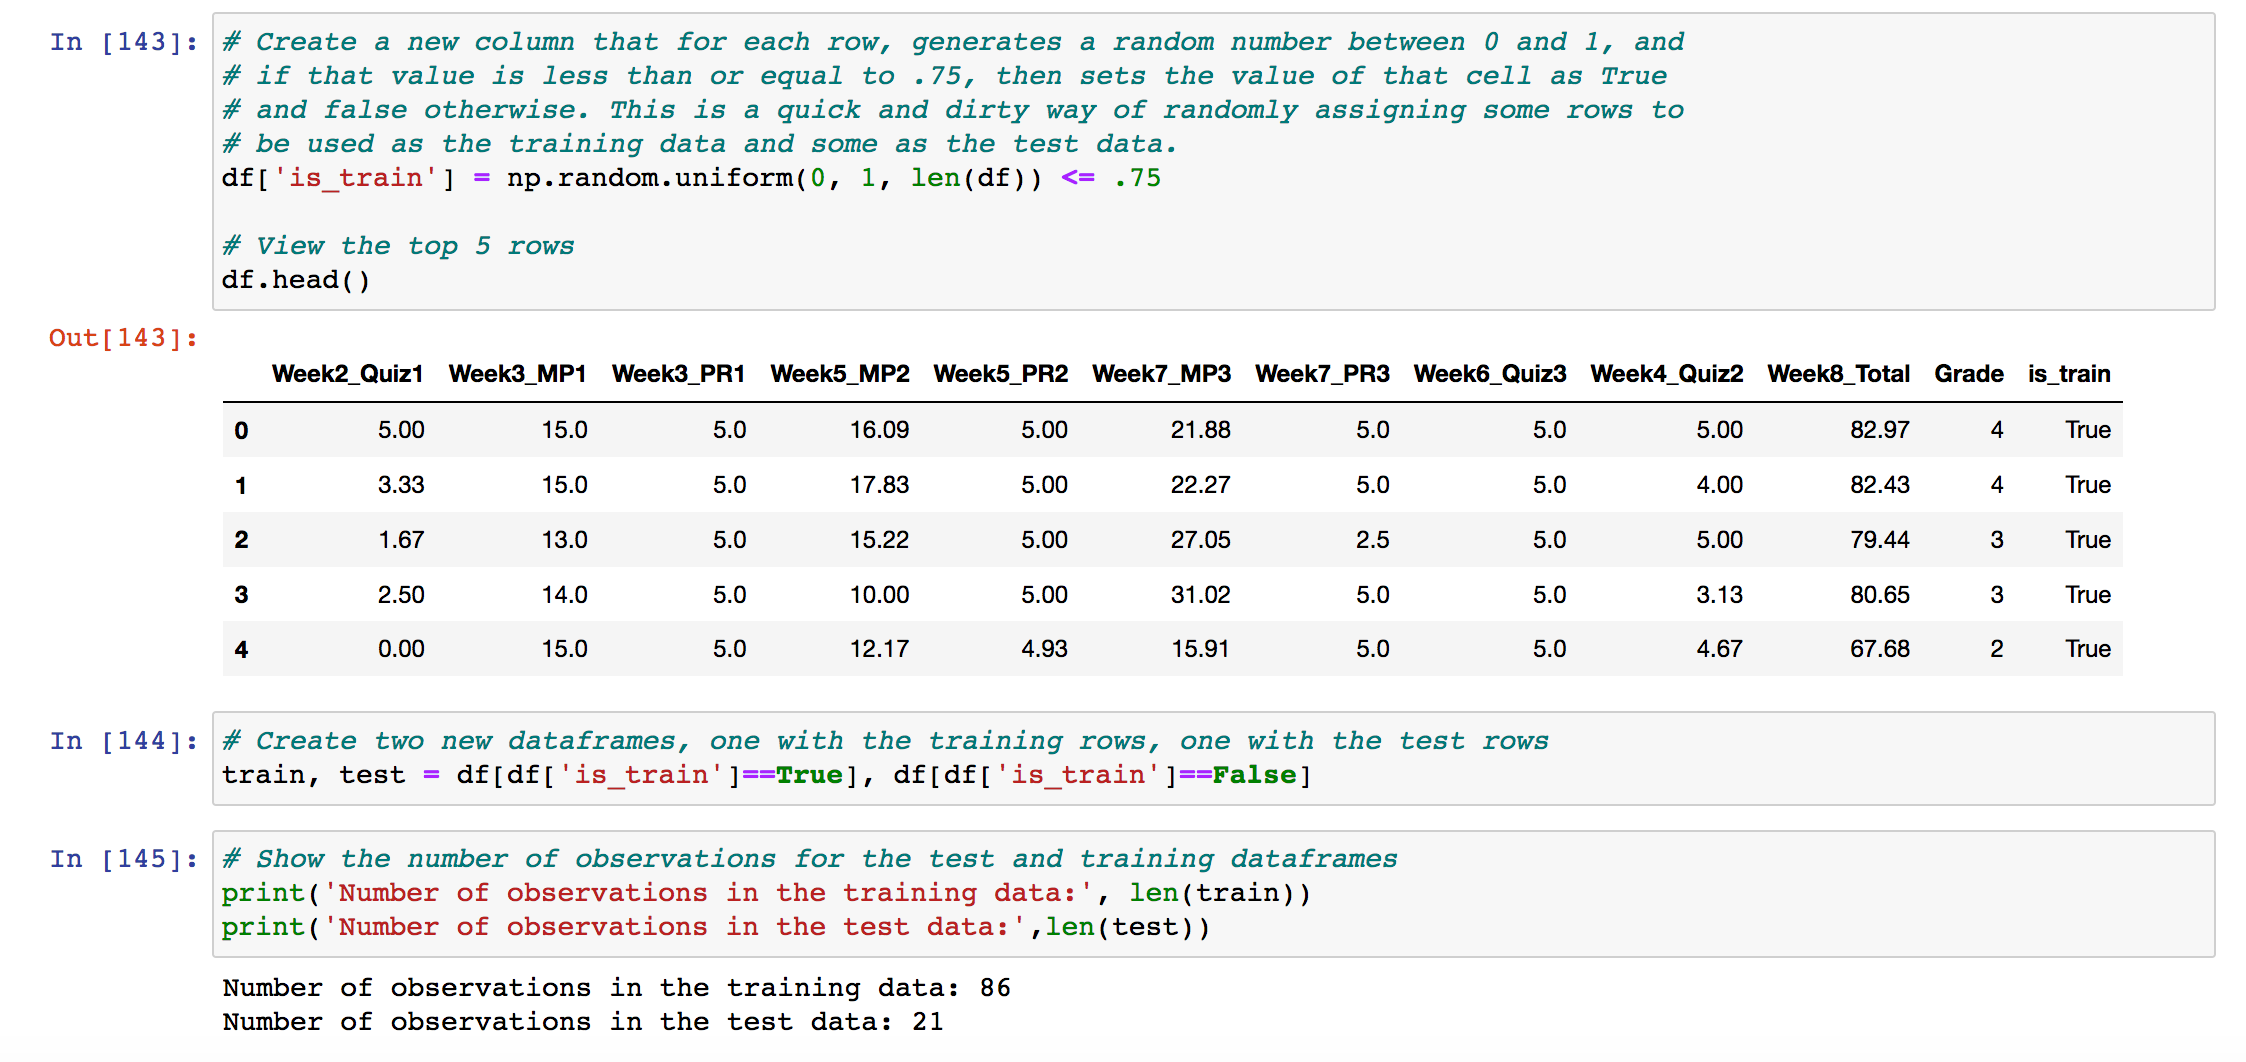 In [143]: # Create a new column that for each row, generates a random number between 0 and 1, and
# if that value is less than or equal to .75, then sets the value of that cell as True
# and false otherwise. This is a quick and dirty way of randomly assigning some rows to
# be used as the training data and some as the test data.
df['is_train'] = np.random.uniform(0, 1, len(df)) <= .75
# View the top 5 rows
df.head()
Out[143]:
Week2_Quiz1 Week3_MP1 Week3_PR1 Week5_MP2 Week5_PR2 Week7_MP3 Week7_PR3 Week6_Quiz3 Week4_Quiz2 Week8_Total Grade is_train
0 5.00 15.0 5.0 16.09 5.00 21.88 5.0 5.0 5.00 82.97 4 True
1 3.33 15.0 5.0 17.83 5.00 22.27 5.0 5.0 4.00 82.43 4 True
2 1.67 13.0 5.0 15.22 5.00 27.05 2.5 5.0 5.00 79.44 3 True
3 2.50 14.0 5.0 10.00 5.00 31.02 5.0 5.0 3.13 80.65 3 True
4 0.00 15.0 5.0 12.17 4.93 15.91 5.0 5.0 4.67 67.68 2 True
In [144]: # Create two new dataframes, one with the training rows, one with the test rows
train, test = df[df['is_train']==True], df[df['is_train']==False]
In [145]: # Show the number of observations for the test and training dataframes
print('Number of observations in the training data:', len(train))
print('Number of observations in the test data:',len(test))
Number of observations in the training data: 86
Number of observations in the test data: 21